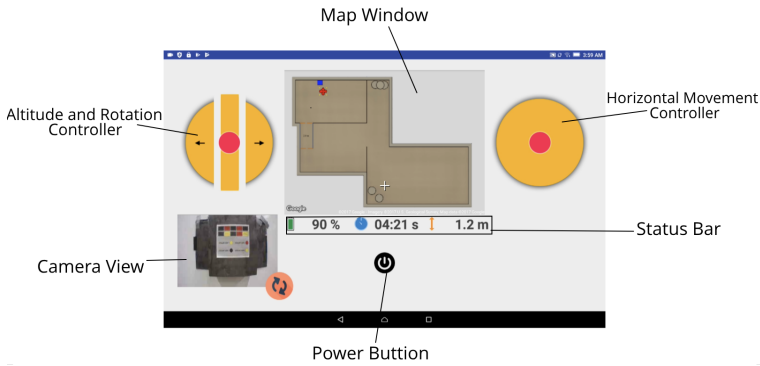 Map Window
3:59 AM
Altitude and Rotation
Controller
Horizontal Movement
Controller
Google
90 % 04:21 s 1.2 m
Status Bar
Camera View
Power Buttion